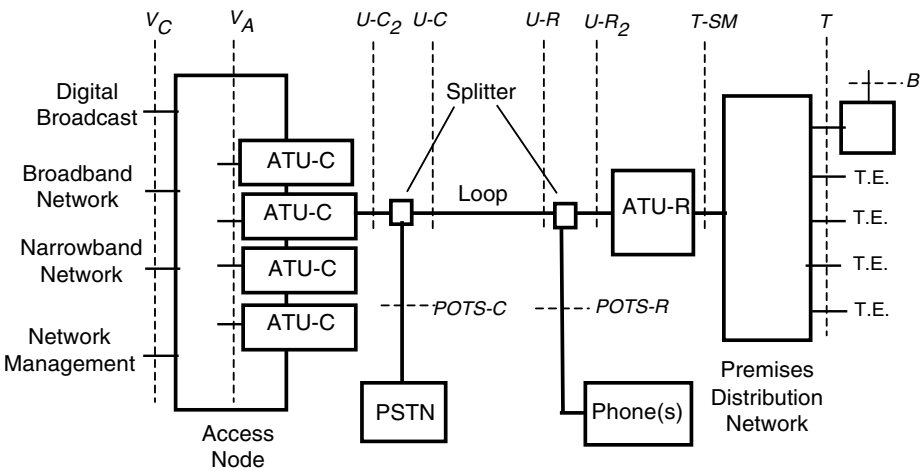 V_C
V_A
U-C_2
U-C
U-R
U-R_2
T-SM
T
B
Digital
Broadcast
Splitter
ATU-C
Broadband
Network
ATU-C
Loop
ATU-R
T.E.
T.E.
Narrowband
Network
ATU-C
T.E.
POTS-C
POTS-R
ATU-C
T.E.
Network
Management
PSTN
Phone(s)
Premises
Distribution
Network
Access
Node